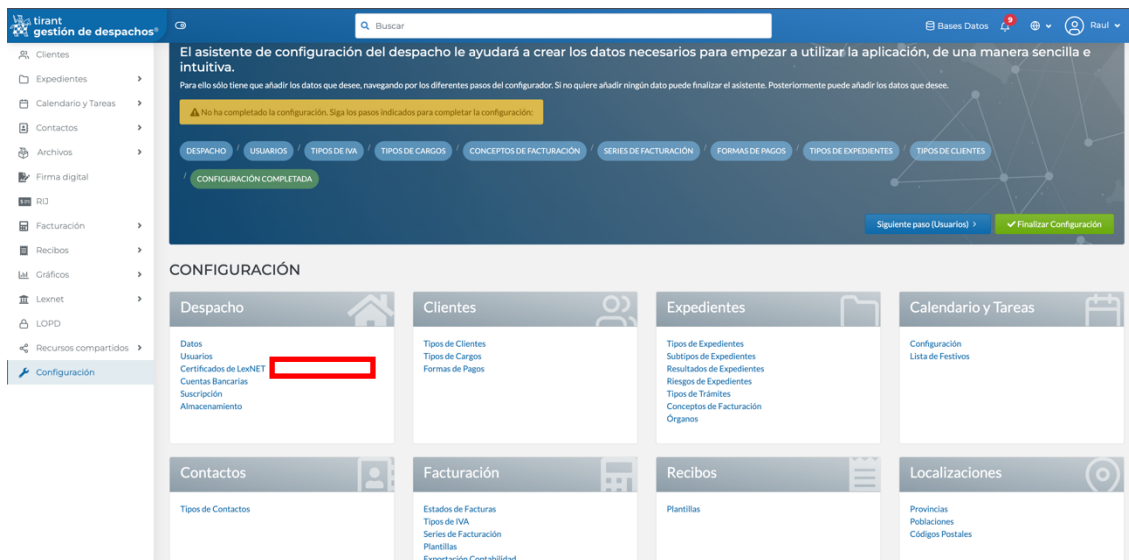 tirant
gestión de despachos®
Buscar
Bases Datos
9
Raul
Clientes
Expedientes
Calendario y Tareas
Contactos
Archivos
Firma digital
RIJ
Facturación
Recibos
Gráficos
Lexnet
LOPD
Recursos compartidos
Configuración
El asistente de configuración del despacho le ayudará a crear los datos necesarios para empezar a utilizar la aplicación, de una manera sencilla e
intuitiva.
Para ello sólo tiene que añadir los datos que desee, navegando por los diferentes pasos del configurador. Si no quiere añadir ningún dato puede finalizar el asistente. Posteriormente puede añadir los datos que desee.
No ha completado la configuración. Siga los pasos indicados para completar la configuración:
DESPACHO / USUARIOS / TIPOS DE IVA / TIPOS DE CARGOS / CONCEPTOS DE FACTURACIÓN / SERIES DE FACTURACIÓN / FORMAS DE PAGOS / TIPOS DE EXPEDIENTES / TIPOS DE CLIENTES
/ CONFIGURACIÓN COMPLETADA
Siguiente paso (Usuarios) >
Finalizar Configuración
CONFIGURACIÓN
Despacho
Datos
Usuarios
Certificados de LexNET
Cuentas Bancarias
Suscripción
Almacenamiento
Clientes
Tipos de Clientes
Tipos de Cargos
Formas de Pagos
Expedientes
Tipos de Expedientes
Subtipos de Expedientes
Resultados de Expedientes
Riesgos de Expedientes
Tipos de Trámites
Conceptos de Facturación
Órganos
Calendario y Tareas
Configuración
Lista de Festivos
Contactos
Tipos de Contactos
Facturación
Estados de Facturas
Tipos de IVA
Series de Facturación
Plantillas
Exportación Contabilidad
Recibos
Plantillas
Localizaciones
Provincias
Poblaciones
Códigos Postales